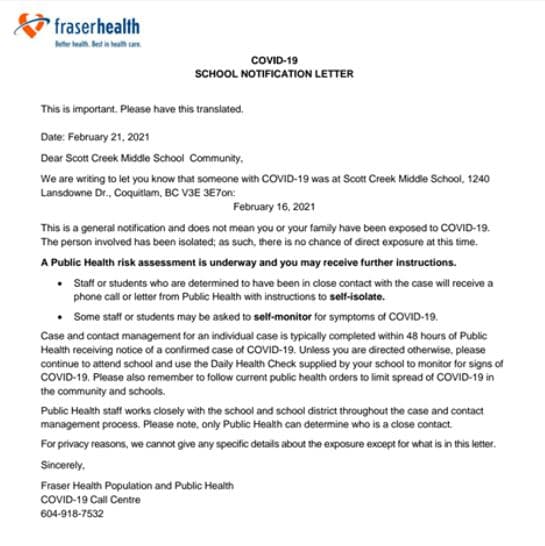 fraserhealth
Better health. Best in health care.
COVID-19
SCHOOL NOTIFICATION LETTER
This is important. Please have this translated.
Date: February 21, 2021
Dear Scott Creek Middle School Community,
We are writing to let you know that someone with COVID-19 was at Scott Creek Middle School, 1240
Lansdowne Dr., Coquitlam, BC V3E 3E7on:
February 16, 2021
This is a general notification and does not mean you or your family have been exposed to COVID-19.
The person involved has been isolated; as such, there is no chance of direct exposure at this time.
A Public Health risk assessment is underway and you may receive further instructions.
• Staff or students who are determined to have been in close contact with the case will receive a
phone call or letter from Public Health with instructions to self-isolate.
• Some staff or students may be asked to self-monitor for symptoms of COVID-19.
Case and contact management for an individual case is typically completed within 48 hours of Public
Health receiving notice of a confirmed case of COVID-19. Unless you are directed otherwise, please
continue to attend school and use the Daily Health Check supplied by your school to monitor for signs of
COVID-19. Please also remember to follow current public health orders to limit spread of COVID-19 in
the community and schools.
Public Health staff works closely with the school and school district throughout the case and contact
management process. Please note, only Public Health can determine who is a close contact.
For privacy reasons, we cannot give any specific details about the exposure except for what is in this letter.
Sincerely,
Fraser Health Population and Public Health
COVID-19 Call Centre
604-918-7532